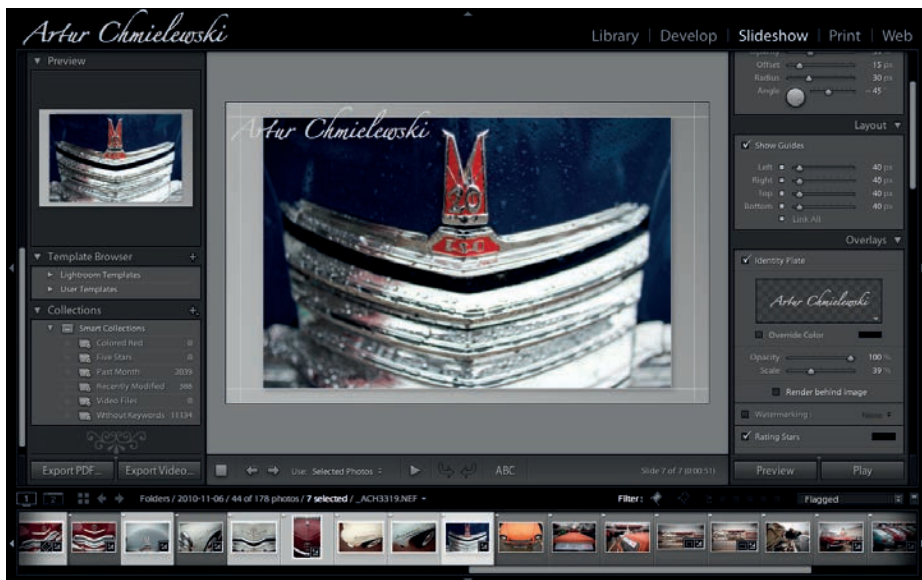 Artur Chmielewski
Library | Develop | Slideshow | Print | Web
Preview
Template Browser +
Lightroom Templates
User Templates
Collections +
Smart Collections
Colored Red 0
Five Stars 0
Past Month 2039
Recently Modified
Video Files 0
Without Keywords 11134
Export PDF...
Export Video...
Artur Chmielewski
20
Use: Selected Photos
ABC
Slide 7 of 7 (0:00:51)
Offset 15 px
Radius 30 px
Angle - 45 °
Layout
Show Guides
Left 40 px
Right 40 px
Top 40 px
Bottom 40 px
Link All
Overlays
Identity Plate
Artur Chmielewski
Override Color
Opacity 100 %
Scale 39 %
Render behind image
Watermarking : None
Rating Stars
Preview
Play
1 2 Folders / 2010-11-06 / 44 of 178 photos / 7 selected / _ACH3319.NEF
Filter: Flagged